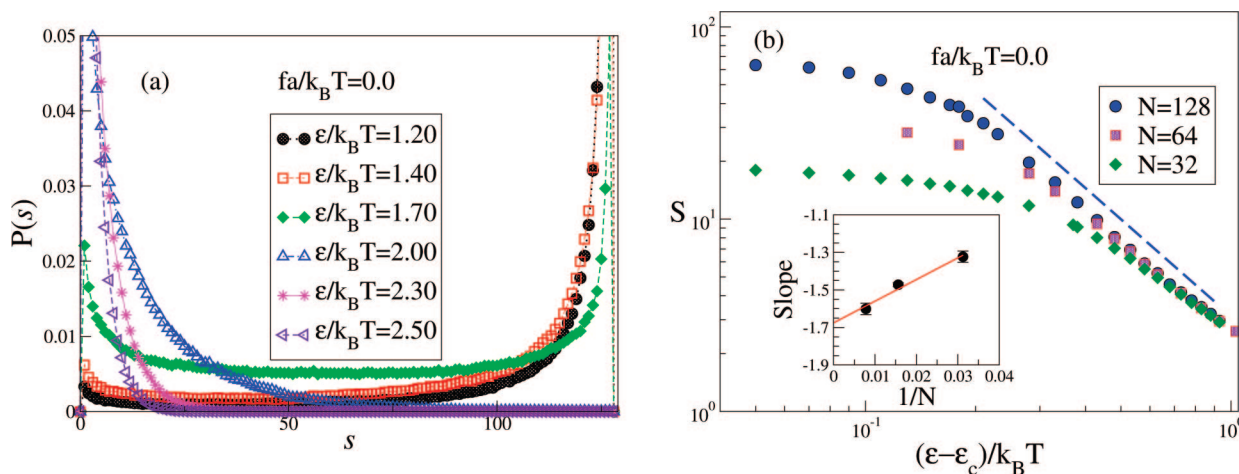 0.05
0.04
0.03
0.02
0.01
0
P(s)
(a)
fa/k_BT=0.0
ε/k_BT=1.20
ε/k_BT=1.40
ε/k_BT=1.70
ε/k_BT=2.00
ε/k_BT=2.30
ε/k_BT=2.50
0
50
100
s
(b)
fa/k_BT=0.0
N=128
N=64
N=32
10^2
10^1
10^0
S
-1.1
-1.3
-1.5
-1.7
-1.9
Slope
0
0.01
0.02
0.03
0.04
1/N
10^-1
10^0
(ε-ε_c)/k_BT